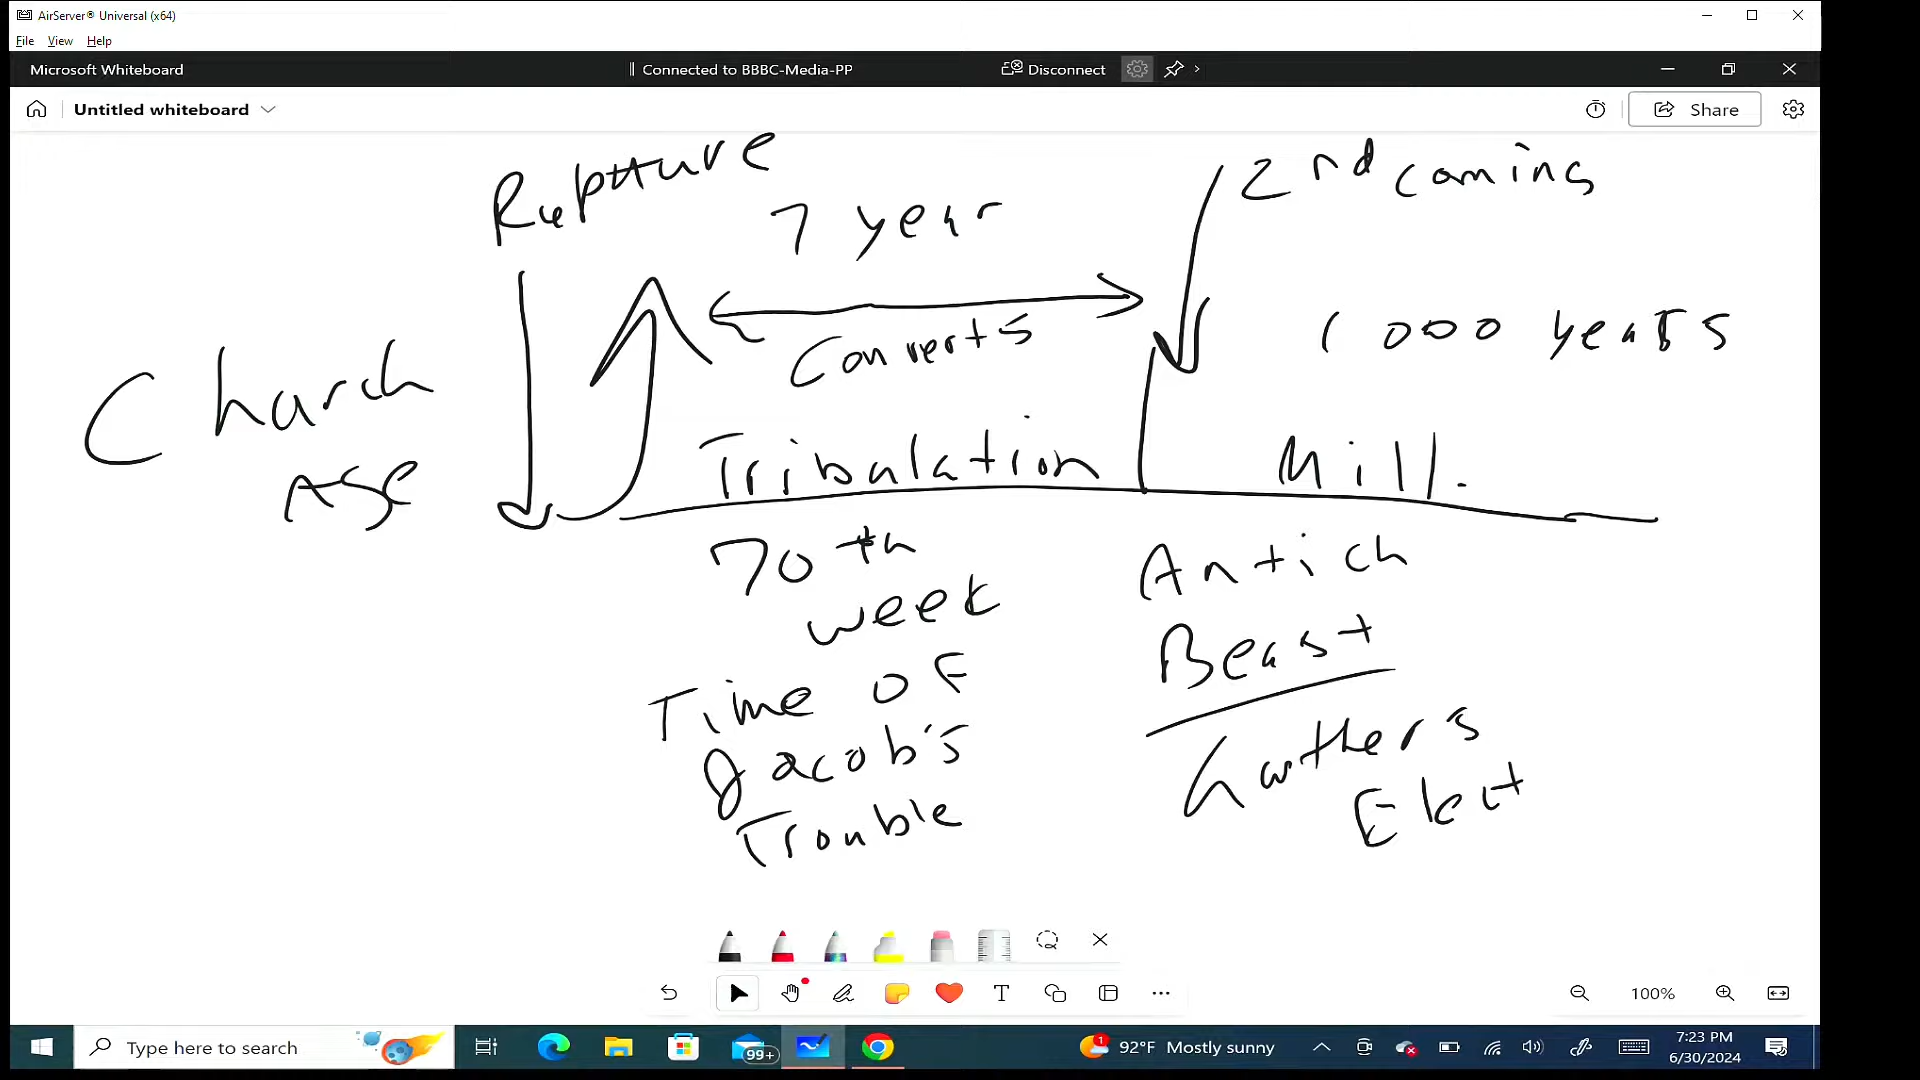 AirServer® Universal (x64)
File View Help
Microsoft Whiteboard
Connected to BBBC-Media-PP
Disconnect
Untitled whiteboard
Share
Rapture
7 year
2nd coming
Converts
1000 years
Church
Age
Tribulation
Mill.
70th
week
Time of
Jacob's
Trouble
Antich
Beast
Gathers
Elect
T
100%
Type here to search
99+
1
92°F Mostly sunny
7:23 PM
6/30/2024